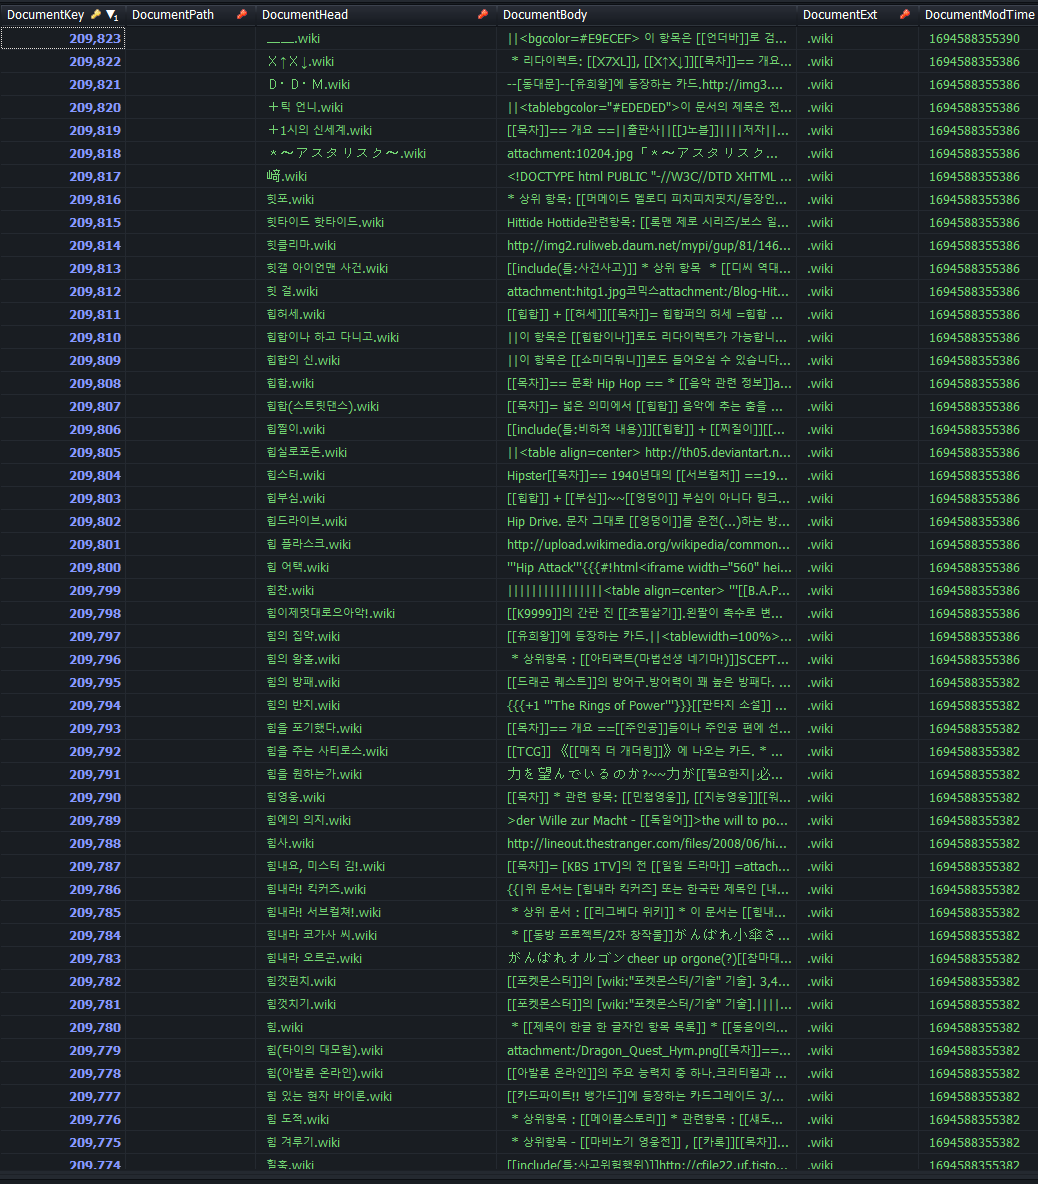 DocumentKey 1 DocumentPath DocumentHead DocumentBody DocumentExt DocumentModTime
209,823 ＿＿.wiki ||<bgcolor=#E9ECEF> 이 항목은 [[언더바]]로 검... .wiki 1694588355390
209,822 Ｘ↑Ｘ↓.wiki * 리다이렉트: [[X7XL]], [[X↑X↓]][[목차]]== 개요... .wiki 1694588355386
209,821 Ｄ·Ｄ·Ｍ.wiki --[동대문]--[유희왕]에 등장하는 카드.http://img3.... .wiki 1694588355386
209,820 ＋틱 언니.wiki ||<tablebgcolor="#EDEDED">이 문서의 제목은 전... .wiki 1694588355386
209,819 ＋1시의 신세계.wiki [[목차]]== 개요 ==||출판사||[[J노블]]||||저자||... .wiki 1694588355386
209,818 ＊～アスタリスク～.wiki attachment:10204.jpg「＊～アスタリスク... .wiki 1694588355386
209,817 .wiki <!DOCTYPE html PUBLIC "-//W3C//DTD XHTML ... .wiki 1694588355386
209,816 힛포.wiki * 상위 항목: [[머메이드 멜로디 피치피치핏치/등장인... .wiki 1694588355386
209,815 힛타이드 핫타이드.wiki Hittide Hottide관련항목: [[록맨 제로 시리즈/보스 일... .wiki 1694588355386
209,814 힛클리마.wiki http://img2.ruliweb.daum.net/mypi/gup/81/146... .wiki 1694588355386
209,813 힛갤 아이언맨 사건.wiki [[include(틀:사건사고)]] * 상위 항목  * [[디씨 역대... .wiki 1694588355386
209,812 힛 걸.wiki attachment:hitg1.jpg코믹스attachment:/Blog-Hit... .wiki 1694588355386
209,811 힙허세.wiki [[힙합]] + [[허세]][[목차]]= 힙합퍼의 허세 =힙합 ... .wiki 1694588355386
209,810 힙합이나 하고 다니고.wiki ||이 항목은 [[힙합이나]]로도 리다이렉트가 가능합니... .wiki 1694588355386
209,809 힙합의 신.wiki ||이 항목은 [[쇼미더뭐니]]로도 들어오실 수 있습니다... .wiki 1694588355386
209,808 힙합.wiki [[목차]]== 문화 Hip Hop == * [[음악 관련 정보]]a... .wiki 1694588355386
209,807 힙합(스트릿댄스).wiki [[목차]]= 넓은 의미에서 [[힙합]] 음악에 추는 춤을 ... .wiki 1694588355386
209,806 힙찔이.wiki [[include(틀:비하적 내용)]][[힙합]] + [[찌질이]][[... .wiki 1694588355386
209,805 힙실로포돈.wiki ||<table align=center> http://th05.deviantart.n... .wiki 1694588355386
209,804 힙스터.wiki Hipster[[목차]]== 1940년대의 [[서브컬처]] ==19... .wiki 1694588355386
209,803 힙부심.wiki [[힙합]] + [[부심]]~~[[엉덩이]] 부심이 아니다 링크... .wiki 1694588355386
209,802 힙드라이브.wiki Hip Drive. 문자 그대로 [[엉덩이]]를 운전(...)하는 방... .wiki 1694588355386
209,801 힙 플라스크.wiki http://upload.wikimedia.org/wikipedia/common... .wiki 1694588355386
209,800 힙 어택.wiki '''Hip Attack'''{{{#!html<iframe width="560" hei... .wiki 1694588355386
209,799 힘찬.wiki ||||||||||||||||<table align=center> '''[[B.A.P... .wiki 1694588355386
209,798 힘이제멋대로으아악!.wiki [[K9999]]의 간판 진 [[초필살기]].왼팔이 촉수로 변... .wiki 1694588355386
209,797 힘의 집약.wiki [[유희왕]]에 등장하는 카드.||<tablewidth=100%>... .wiki 1694588355386
209,796 힘의 왕홀.wiki * 상위항목 : [[아티팩트(마법선생 네기마!)]]SCEPT... .wiki 1694588355386
209,795 힘의 방패.wiki [[드래곤 퀘스트]]의 방어구.방어력이 꽤 높은 방패다. ... .wiki 1694588355382
209,794 힘의 반지.wiki {{{+1 '''The Rings of Power'''}}}[[판타지 소설]] ... .wiki 1694588355382
209,793 힘을 포기했다.wiki [[목차]]== 개요 ==[[주인공]]들이나 주인공 편에 선... .wiki 1694588355382
209,792 힘을 주는 사티로스.wiki [[TCG]] 《[[매직 더 개더링]]》에 나오는 카드. * ... .wiki 1694588355382
209,791 힘을 원하는가.wiki 力を望んでいるのか?~~力が[[필요한지|必... .wiki 1694588355382
209,790 힘영웅.wiki [[목차]] * 관련 항목: [[민첩영웅]], [[지능영웅]][[워... .wiki 1694588355382
209,789 힘에의 의지.wiki >der Wille zur Macht - [[독일어]]>the will to po... .wiki 1694588355382
209,788 힘사.wiki http://lineout.thestranger.com/files/2008/06/hi... .wiki 1694588355382
209,787 힘내요, 미스터 김!.wiki [[목차]]= [KBS 1TV]의 전 [[일일 드라마]] =attach... .wiki 1694588355382
209,786 힘내라! 킥커즈.wiki {{|위 문서는 [힘내라 킥커즈] 또는 한국판 제목인 [내... .wiki 1694588355382
209,785 힘내라! 서브컬쳐!.wiki * 상위 문서 : [[리그베다 위키]] * 이 문서는 [[힘내... .wiki 1694588355382
209,784 힘내라 코가사 씨.wiki * [[동방 프로젝트/2차 창작물]]がんばれ小傘さ... .wiki 1694588355382
209,783 힘내라 오르곤.wiki がんばれオルゴンcheer up orgone(?)[[참마대... .wiki 1694588355382
209,782 힘껏펀치.wiki [[포켓몬스터]]의 [wiki:"포켓몬스터/기술" 기술]. 3,4... .wiki 1694588355382
209,781 힘껏치기.wiki [[포켓몬스터]]의 [wiki:"포켓몬스터/기술" 기술].||||... .wiki 1694588355382
209,780 힘.wiki * [[제목이 한글 한 글자인 항목 목록]] * [[동음이의... .wiki 1694588355382
209,779 힘(타이의 대모험).wiki attachment:/Dragon_Quest_Hym.png[[목차]]==... .wiki 1694588355382
209,778 힘(아발론 온라인).wiki [[아발론 온라인]]의 주요 능력치 중 하나.크리티컬과 ... .wiki 1694588355382
209,777 힘 있는 현자 바이론.wiki [[카드파이트!! 뱅가드]]에 등장하는 카드그레이드 3/... .wiki 1694588355382
209,776 힘 도적.wiki * 상위항목 : [[메이플스토리]] * 관련항목 : [[섀도... .wiki 1694588355382
209,775 힘 겨루기.wiki * 상위항목 - [[마비노기 영웅전]] , [[카록]][[목차]]... .wiki 1694588355382
209,774 힐혹.wiki [[include(틀:사고위험행위)]]http://cfile22.uf.tisto... .wiki 1694588355382